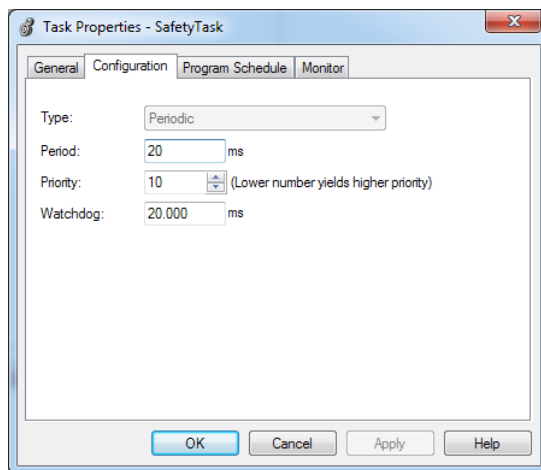 Task Properties - SafetyTask
General Configuration Program Schedule Monitor
Type: Periodic
Period: 20 ms
Priority: 10 (Lower number yields higher priority)
Watchdog: 20.000 ms
OK Cancel Apply Help